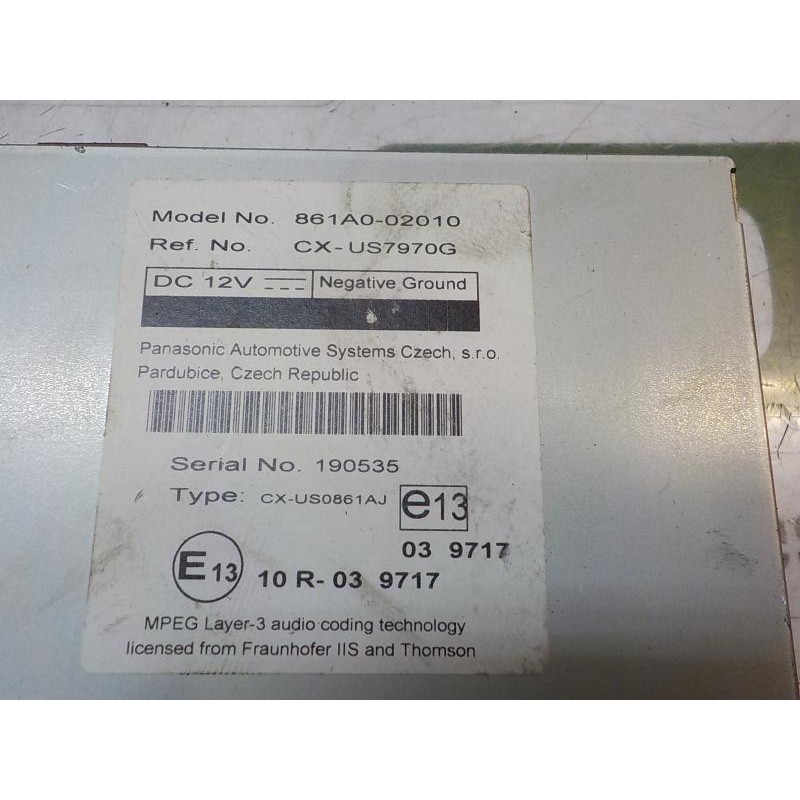 Model No. 861A0-02010
Ref. No. CX-US7970G
DC 12V Negative Ground
Panasonic Automotive Systems Czech, s.r.o.
Pardubice, Czech Republic
Serial No. 190535
Type: CX-US0861AJ e13
03 9717
E13 10 R-03 9717
MPEG Layer-3 audio coding technology
licensed from Fraunhofer IIS and Thomson